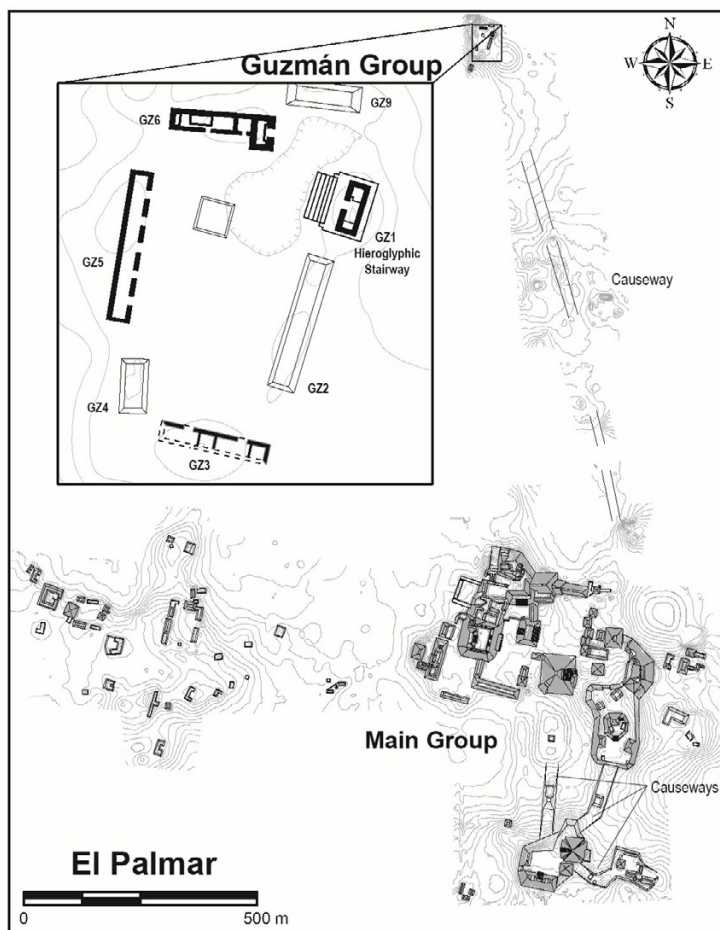 N
W E
S
Guzmán Group
GZ9
GZ6
GZ1
Hieroglyphic
Stairway
GZ5
GZ2
GZ4
GZ3
Causeway
Main Group
Causeways
El Palmar
0 500 m